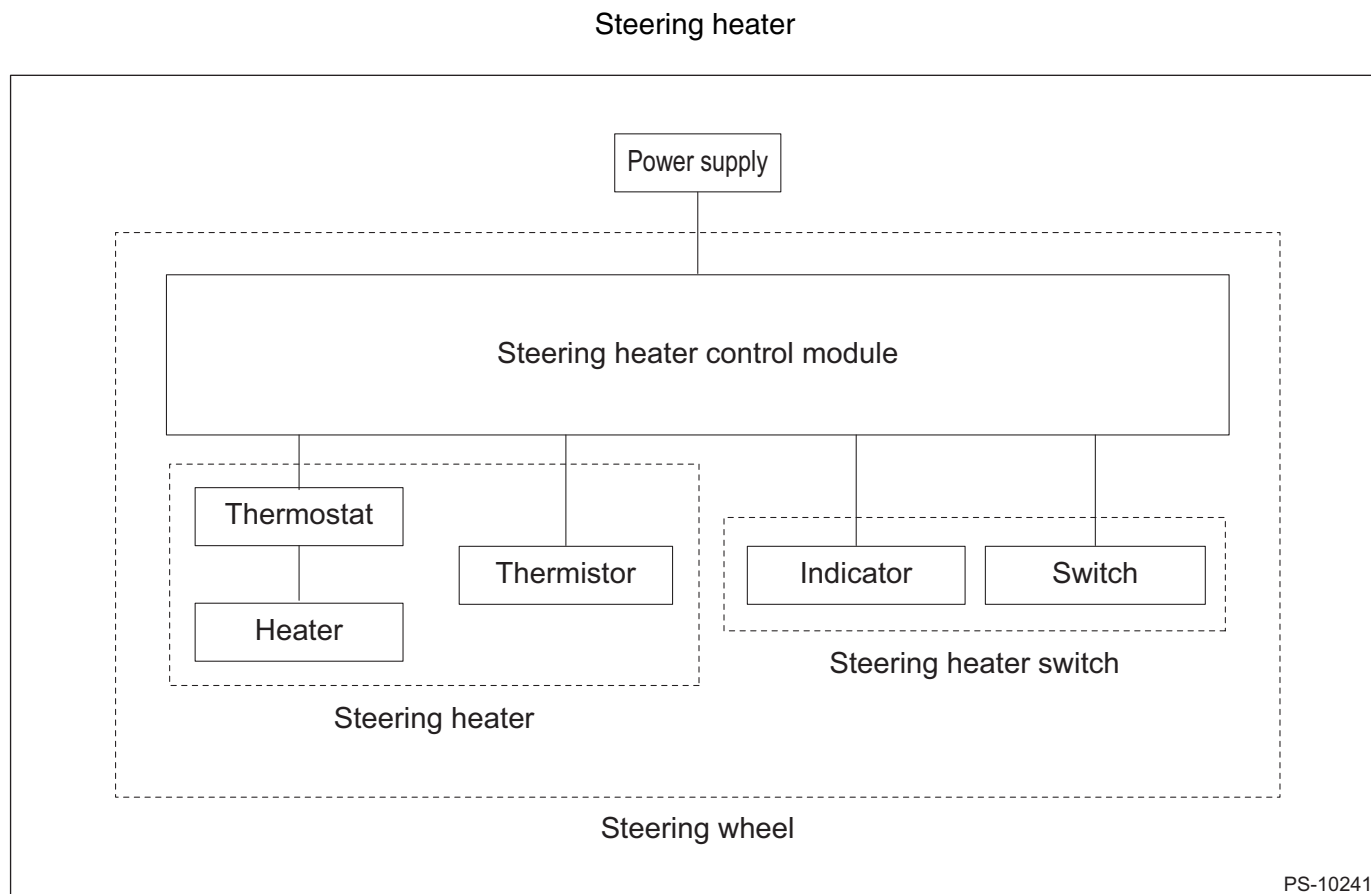 Steering heater
Power supply
Steering heater control module
Thermostat
Thermistor
Indicator
Switch
Heater
Steering heater switch
Steering heater
Steering wheel
PS-10241